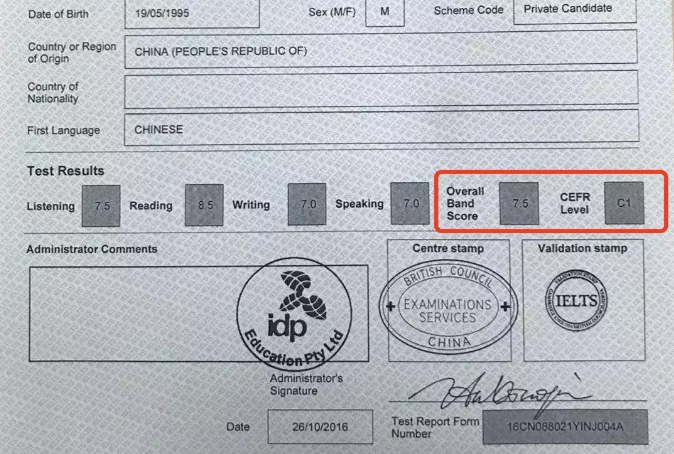 Date of Birth 19/05/1995 Sex (M/F) M Scheme Code Private Candidate
Country or Region
of Origin
CHINA (PEOPLE'S REPUBLIC OF)
Country of
Nationality
First Language CHINESE
Test Results
Listening 7.5 Reading 8.5 Writing 7.0 Speaking 7.0 Overall
Band
Score
7.5 CEFR
Level
C1
Administrator Comments
Centre stamp
Validation stamp
idp
Education Pty Ltd
BRITISH COUNCIL
EXAMINATIONS
SERVICES
CHINA
IELTS
Administrator's
Signature
Date 26/10/2016
Test Report Form
Number
16CN088021YINJ004A